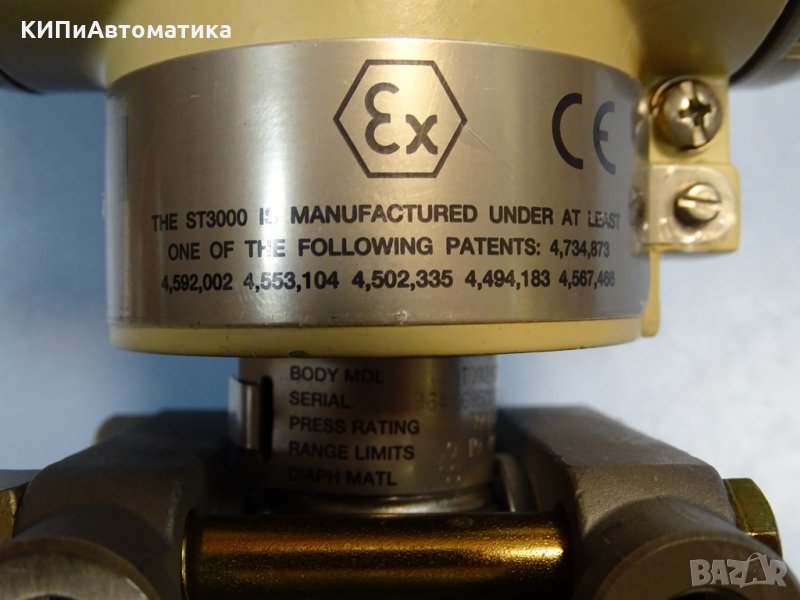 КИПиАвтоматика
Ex
CE
THE ST3000 IS MANUFACTURED UNDER AT LEAST
ONE OF THE FOLLOWING PATENTS: 4,734,873
4,592,002 4,553,104 4,502,335 4,494,183 4,567,466
BODY MDL
SERIAL
PRESS RATING
RANGE LIMITS
DIAPH MATL
BAZAR